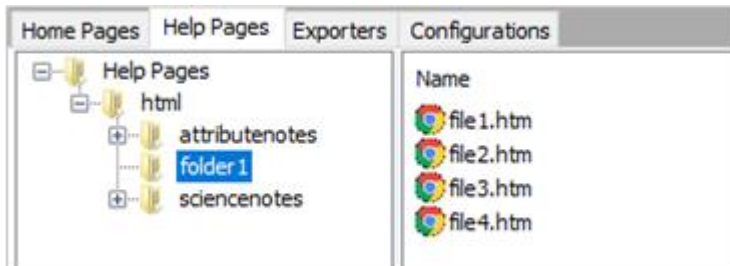 Home Pages Help Pages Exporters Configurations
Help Pages
html
attributenotes
folder1
sciencenotes
Name
file1.htm
file2.htm
file3.htm
file4.htm